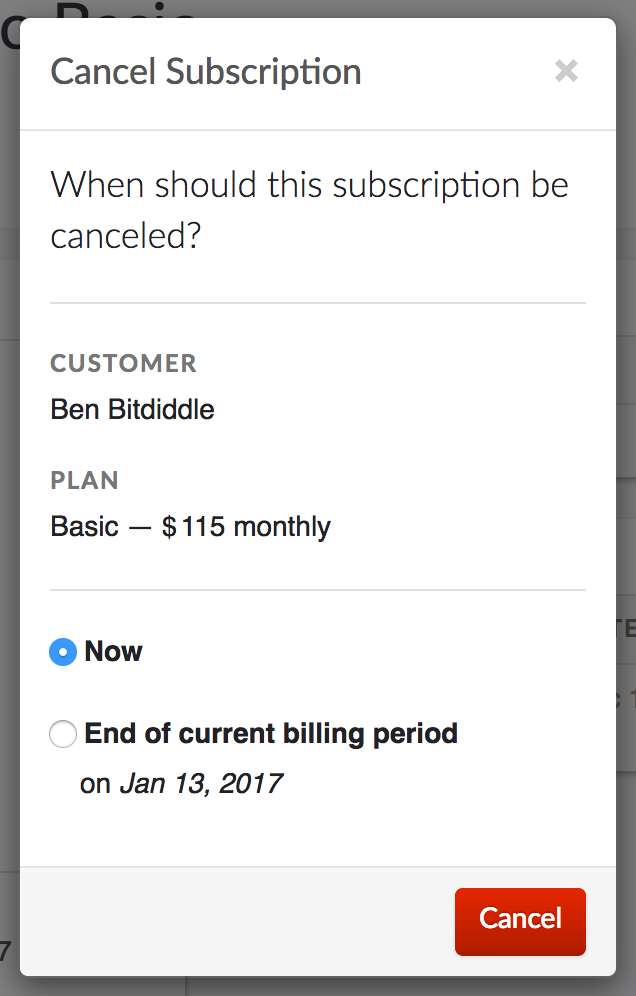 Cancel Subscription
When should this subscription be
canceled?
CUSTOMER
Ben Bitdiddle
PLAN
Basic — $115 monthly
Now
End of current billing period
on Jan 13, 2017
Cancel